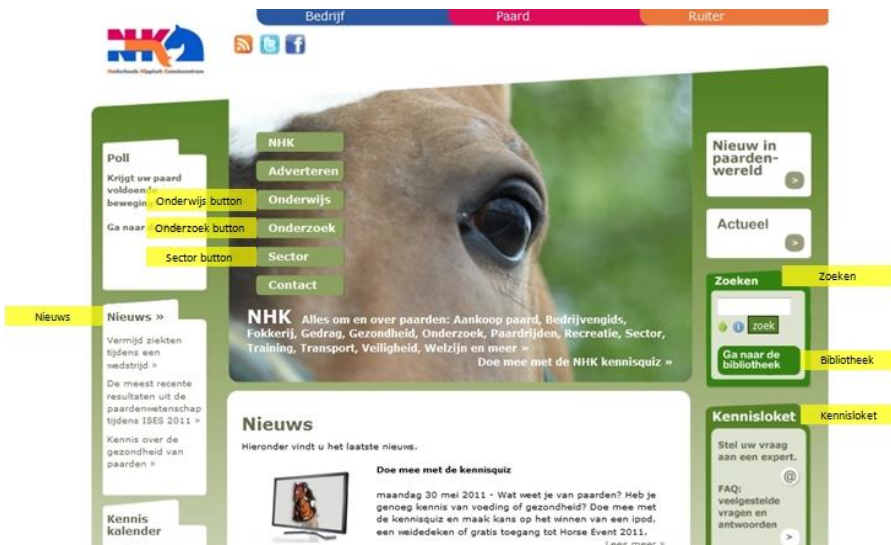 Bedrijf
Paard
Ruiter
NHK
Nederlands Hippisch Kenniscentrum
Poll
Krijgt uw paard
voldoende
beweging
Ga naar
Onderwijs button
Onderzoek button
Sector button
NHK
Adverteren
Onderwijs
Onderzoek
Sector
Contact
NHK Alles om en over paarden: Aankoop paard, Bedrijvengids,
Fokkerij, Gedrag, Gezondheid, Onderzoek, Paardrijden, Recreatie, Sector,
Training, Transport, Veiligheid, Welzijn en meer »
Doe mee met de NHK kennisquiz »
Nieuw in
paarden-
wereld
>
Actueel
>
Zoeken
Zoeken
zoek
Ga naar de
bibliotheek
Bibliotheek
Kennisloket
Kennisloket
Stel uw vraag
aan een expert.
@
FAQ:
veelgestelde
vragen en
antwoorden
>
Nieuws
Nieuws »
Vermijd ziekten
tijdens een
wedstrijd »
De meest recente
resultaten uit de
paardenwetenschap
tijdens ISES 2011 »
Kennis over de
gezondheid van
paarden »
Kennis
kalender
Nieuws
Hieronder vindt u het laatste nieuws.
Doe mee met de kennisquiz
maandag 30 mei 2011 - Wat weet je van paarden? Heb je
genoeg kennis van voeding of gezondheid? Doe mee met
de kennisquiz en maak kans op het winnen van een ipod,
een weidedeken of gratis toegang tot Horse Event 2011.
Lees meer »